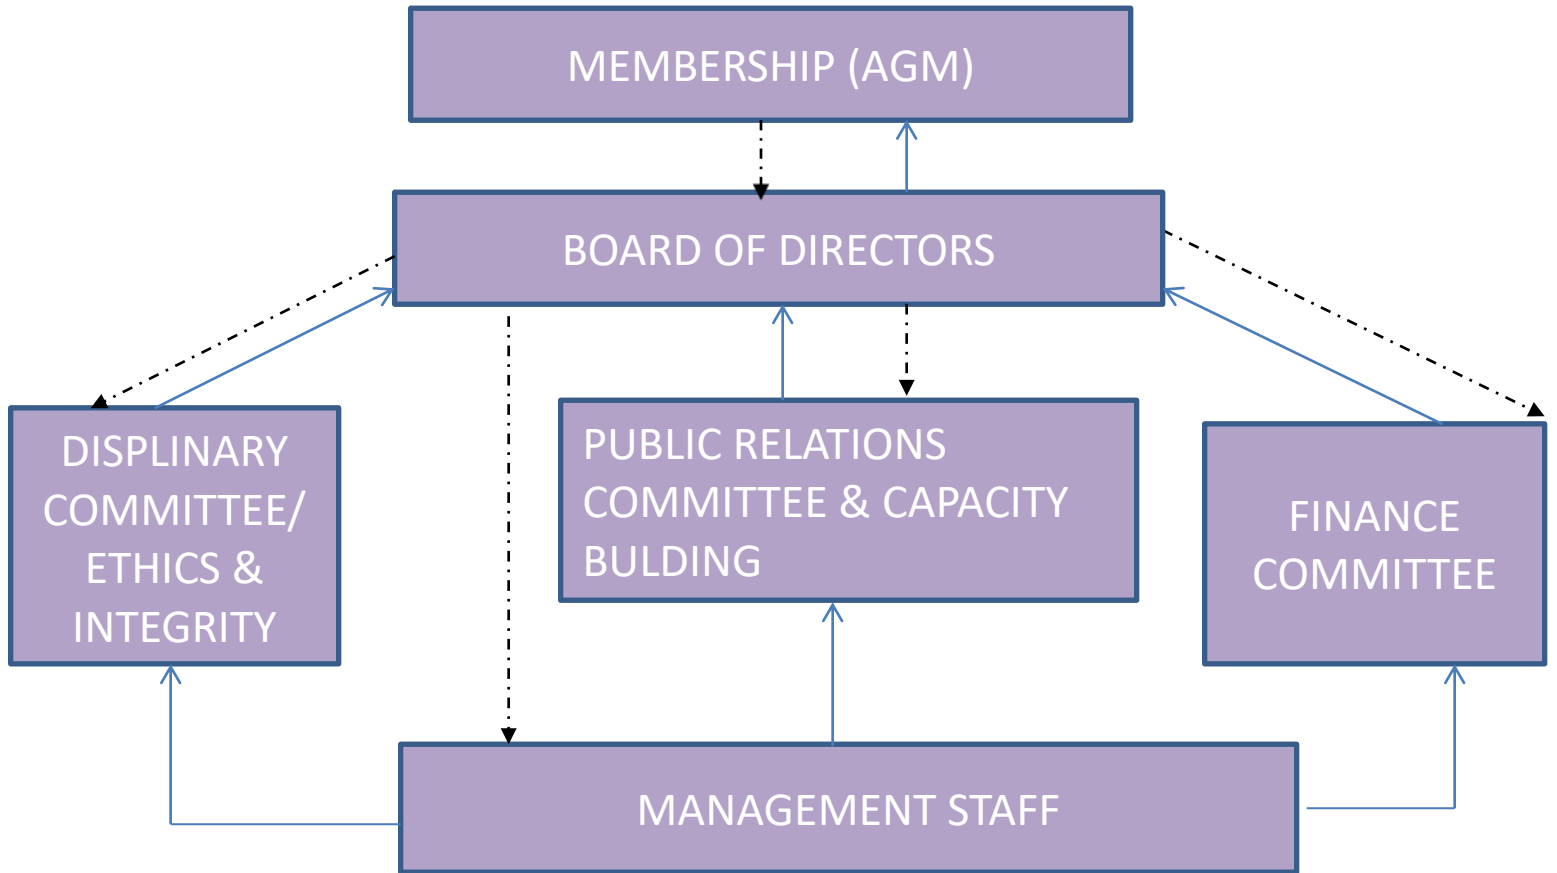 MEMBERSHIP (AGM)
BOARD OF DIRECTORS
DISPLINARY
COMMITTEE/
ETHICS &
INTEGRITY
PUBLIC RELATIONS
COMMITTEE & CAPACITY
BULDING
FINANCE
COMMITTEE
MANAGEMENT STAFF